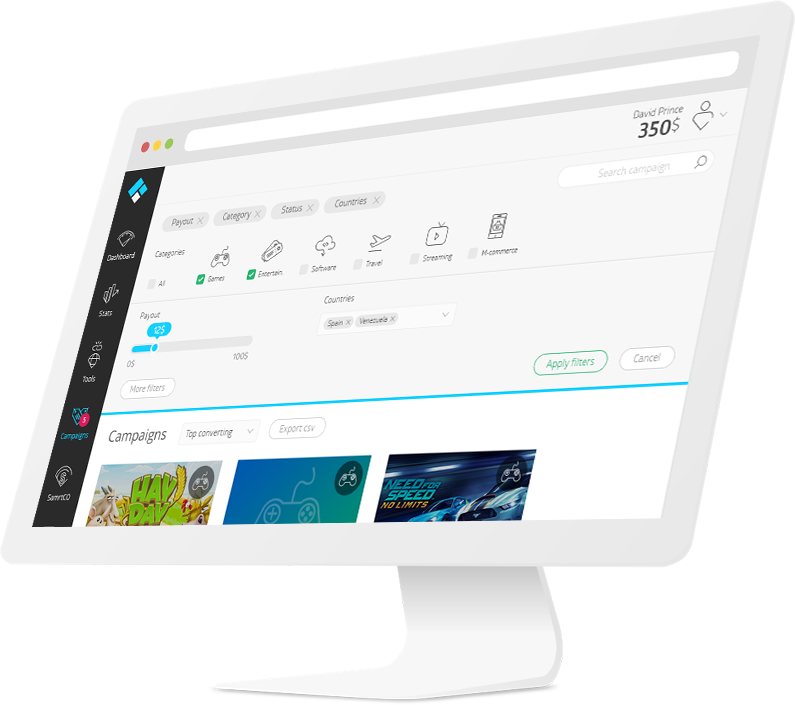 David Prince
350$
Search campaign
Payout X Category X Status X Countries X
Categories
All Games Entertein. Software Travel Streaming M-commerce
Payout
12$
0$ 100$
Countries
Spain X Venezuela X
More filters
Apply filters Cancel
Dashboard
Stats
Tools
5
Campaigns
SamrtCO
Campaigns Top converting Export csv
HAY
DAY
NEED FOR
SPEED
NO LIMITS